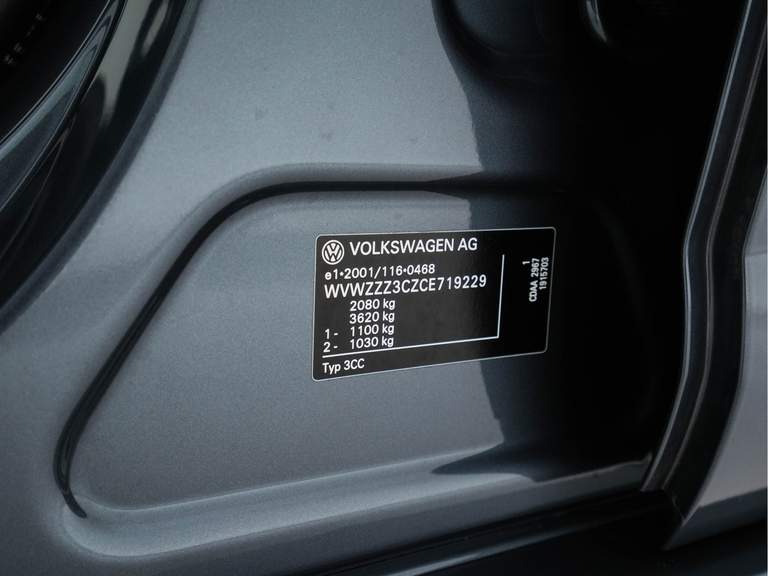 VOLKSWAGEN AG
e1•2001/116•0468
WVWZZZ3CZCE719229
2080 kg
3620 kg
1- 1100 kg
2- 1030 kg
Typ 3CC
1
CDAA 2967
1915703